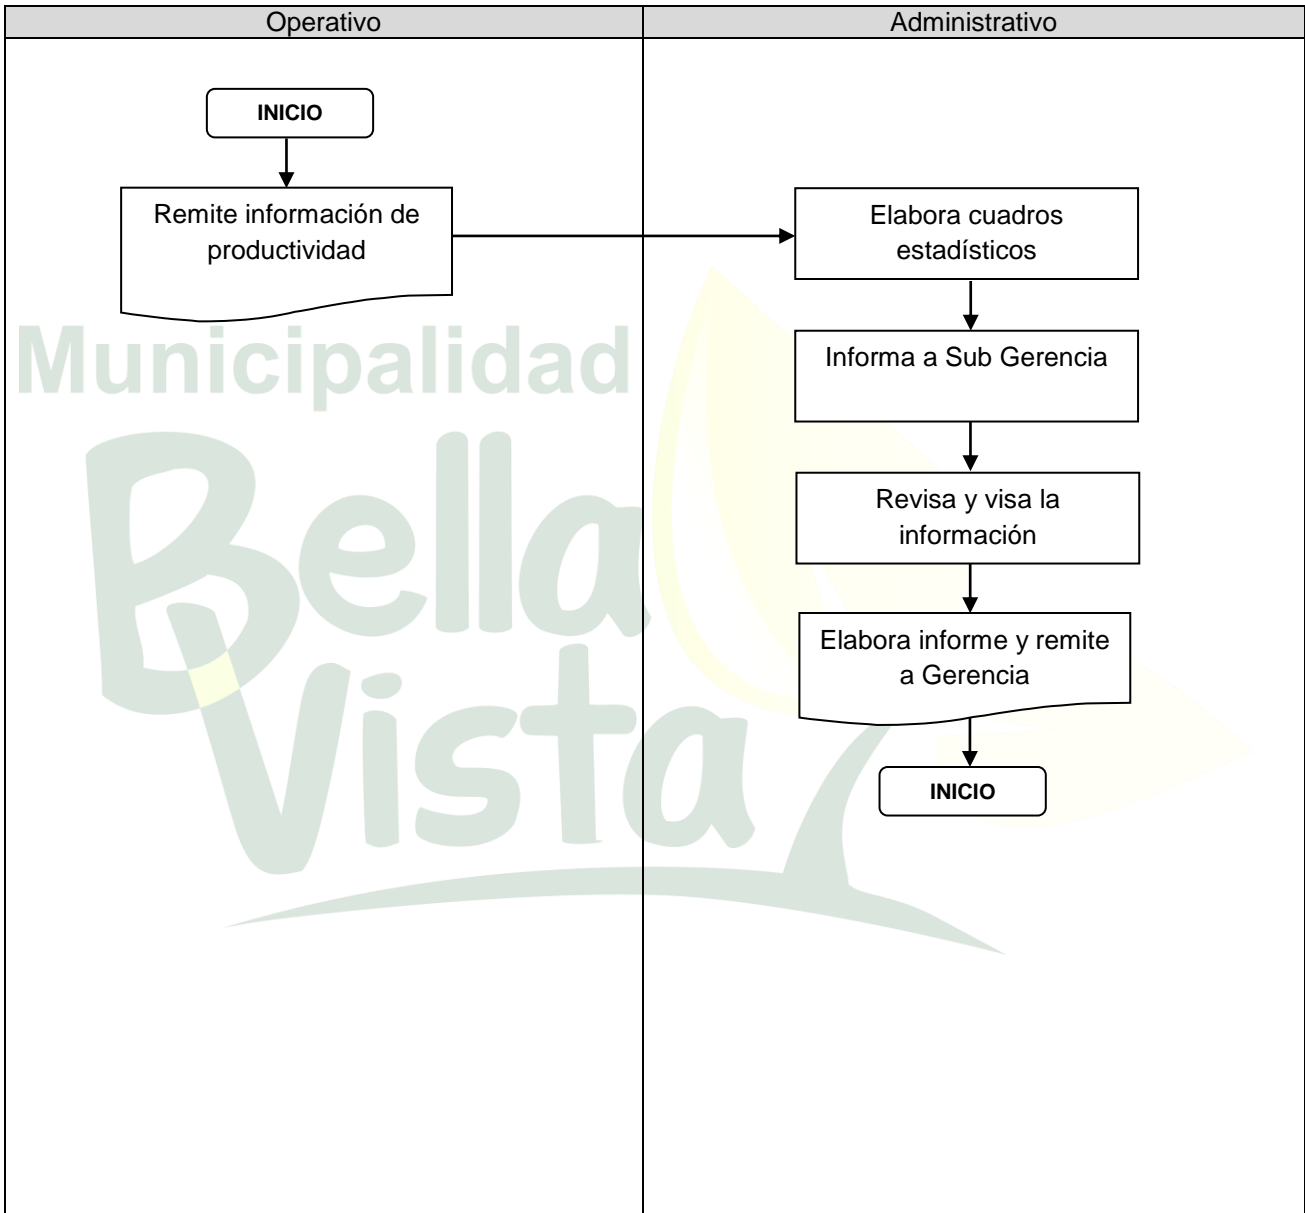 Operativo
Administrativo
INICIO
Remite información de
productividad
Elabora cuadros
estadísticos
Informa a Sub Gerencia
Revisa y visa la
información
Elabora informe y remite
a Gerencia
INICIO
Municipalidad
Bella
Vista